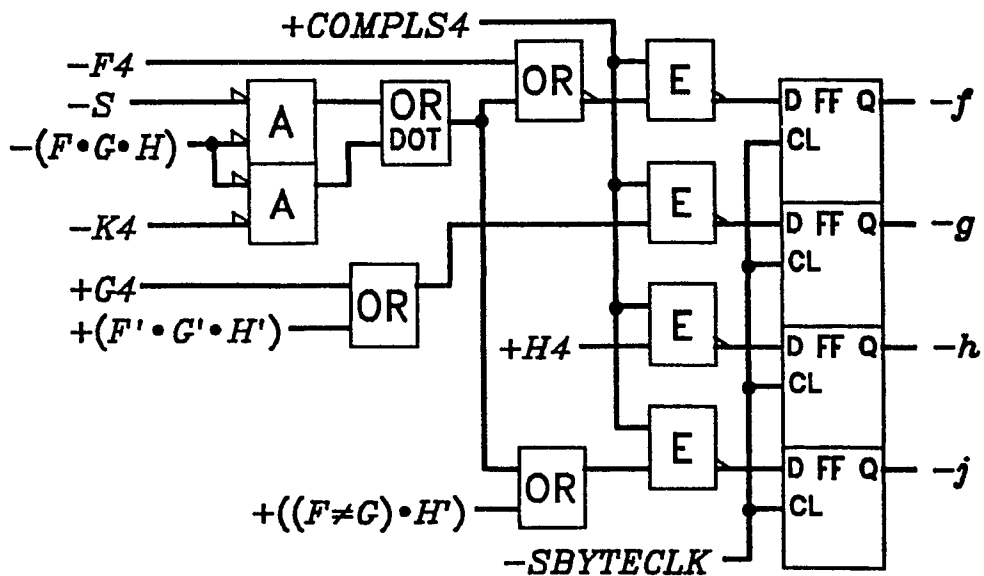 +COMPLS4
-F4
OR
E
-S
A
OR
DOT
D FF Q
-f
-(F•G•H)
CL
A
E
-K4
D FF Q
-g
CL
+G4
OR
+(F'•G'•H')
E
+H4
D FF Q
-h
CL
E
OR
D FF Q
-j
+((F≠G)•H')
CL
-SBYTECLK